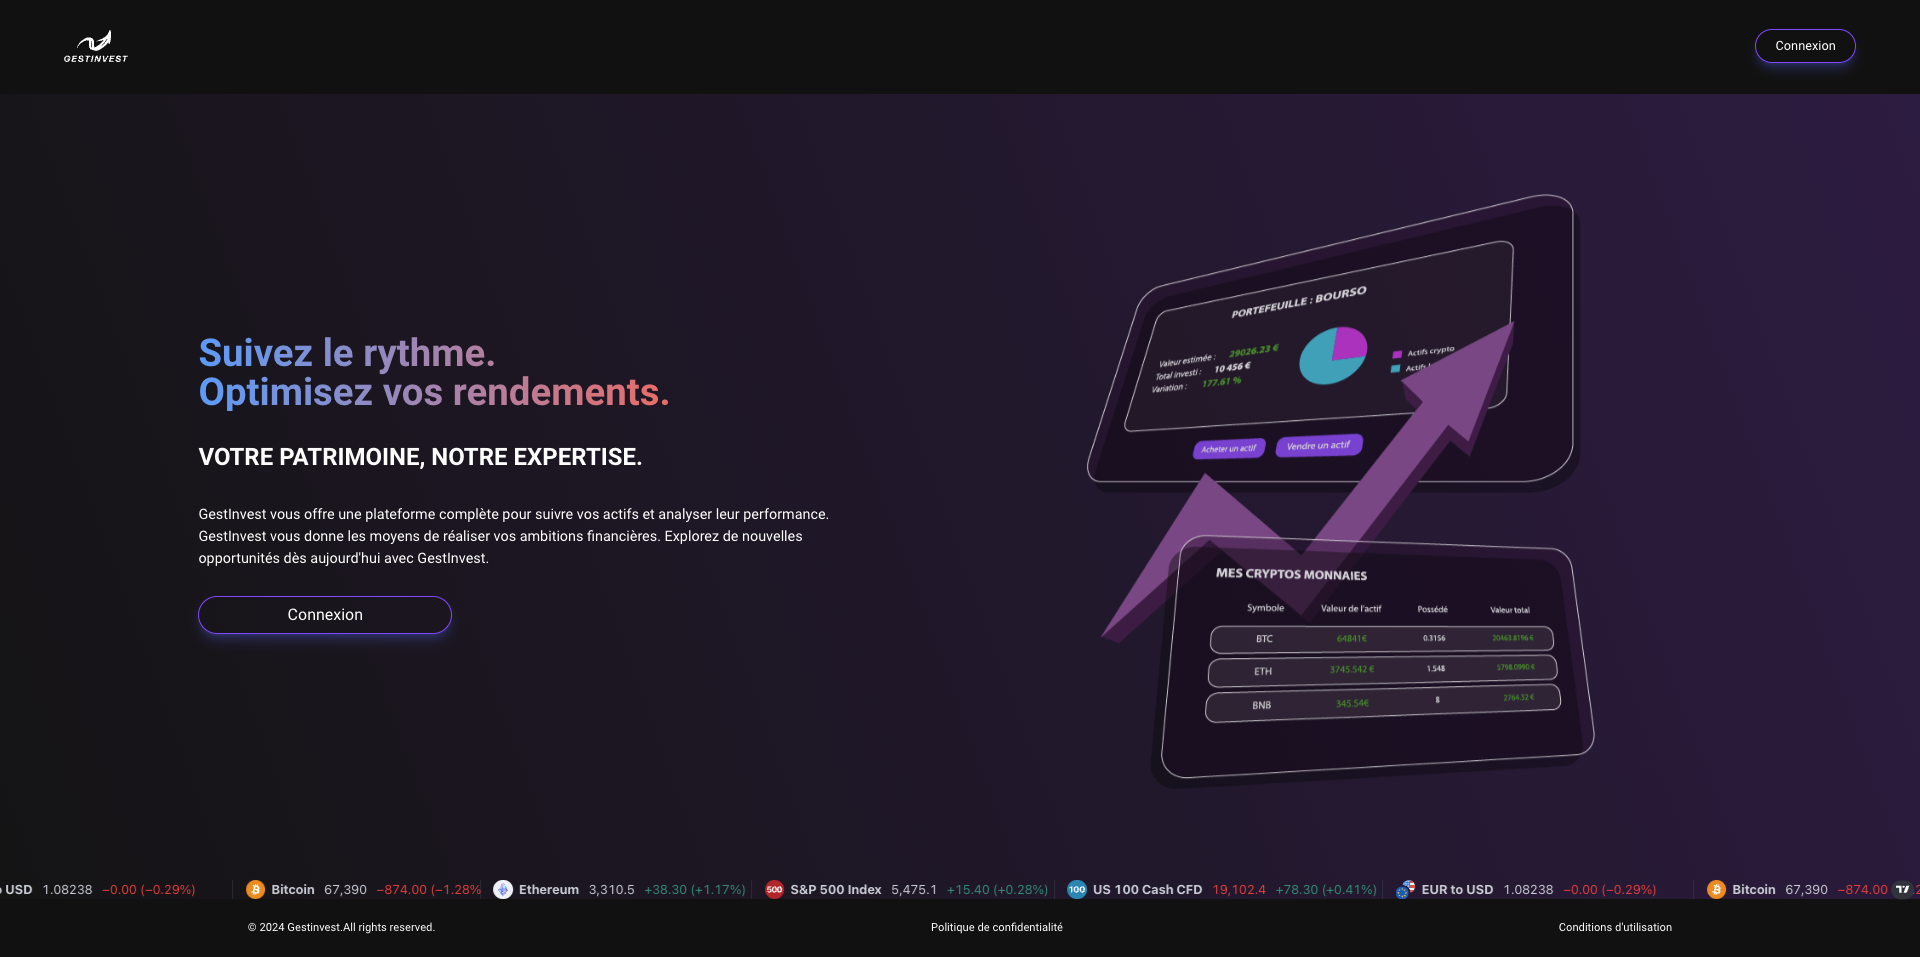 GESTINVEST
Connexion
Suivez le rythme.
Optimisez vos rendements.
VOTRE PATRIMOINE, NOTRE EXPERTISE.
GestInvest vous offre une plateforme complète pour suivre vos actifs et analyser leur performance.
GestInvest vous donne les moyens de réaliser vos ambitions financières. Explorez de nouvelles
opportunités dès aujourd'hui avec GestInvest.
Connexion
PORTEFEUILLE : BOURSO
Valeur estimée : 29026.23 €
Total investi : 10 456 €
Variation : 177.61 %
Actifs crypto
Actifs
Acheter un actif Vendre un actif
MES CRYPTOS MONNAIES
Symbole Valeur de l'actif Possédé Valeur total
BTC 64841€ 0.3156 20463.8196 €
ETH 3745.542 € 1.548 5798.0990 €
BNB 345.54€ 8 2764.32 €
USD 1.08238 −0.00 (−0.29%) Bitcoin 67,390 −874.00 (−1.28% Ethereum 3,310.5 +38.30 (+1.17%) 500 S&P 500 Index 5,475.1 +15.40 (+0.28%) 100 US 100 Cash CFD 19,102.4 +78.30 (+0.41%) EUR to USD 1.08238 −0.00 (−0.29%) Bitcoin 67,390 −874.00
© 2024 Gestinvest.All rights reserved. Politique de confidentialité Conditions d'utilisation